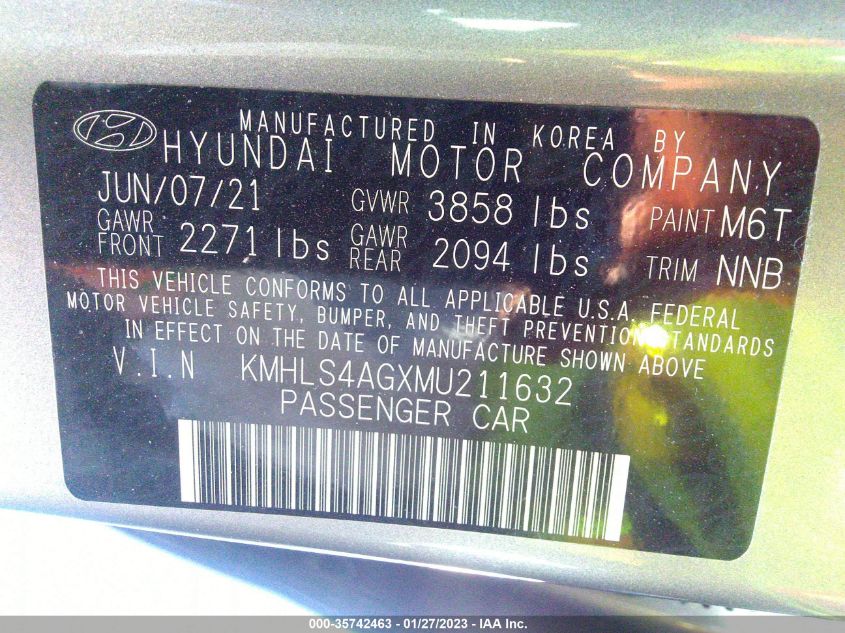 MANUFACTURED IN KOREA BY
HYUNDAI MOTOR COMPANY
JUN/07/21 GVWR 3858 lbs PAINT M6T
GAWR FRONT 2271 lbs GAWR REAR 2094 lbs TRIM NNB
THIS VEHICLE CONFORMS TO ALL APPLICABLE U.S.A. FEDERAL
MOTOR VEHICLE SAFETY, BUMPER, AND THEFT PREVENTION STANDARDS
IN EFFECT ON THE DATE OF MANUFACTURE SHOWN ABOVE
V.I.N KMHLS4AGXMU211632
PASSENGER CAR
000-35742463 - 01/27/2023 - IAA Inc.